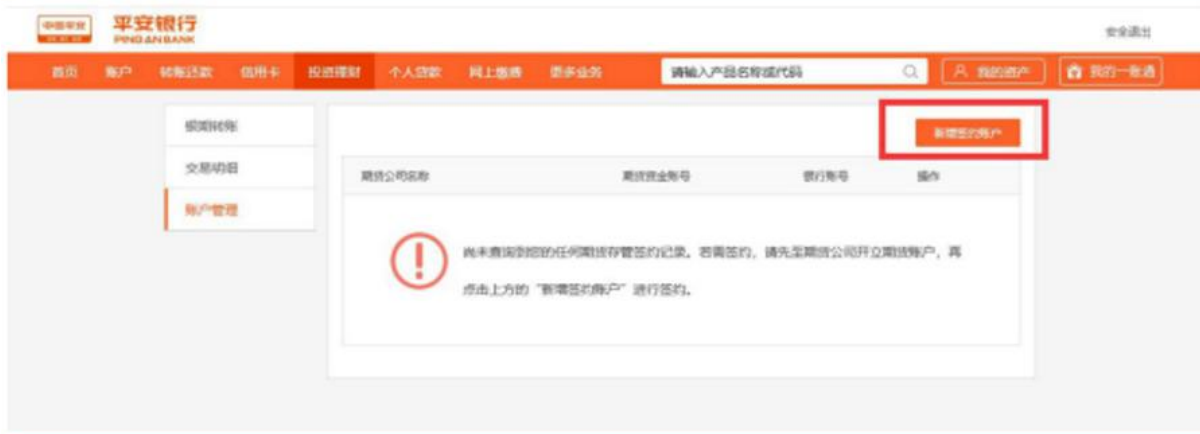 中国平安
平安银行
PING AN BANK
安全退出
首页 账户 转账还款 信用卡 投资理财 个人贷款 网上缴费 更多业务 请输入产品名称或代码 我的资产 我的一账通
银期转账
交易明细
账户管理
新增签约账户
期货公司名称 期货资金账号 银行账号 操作
尚未查询到您的任何期货存管签约记录。若需签约，请先至期货公司开立期货账户，再
点击上方的“新增签约账户”进行签约。